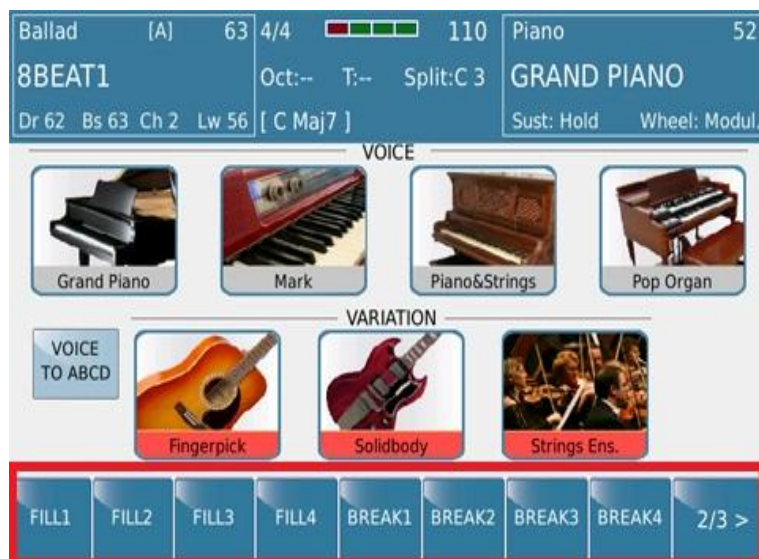 Ballad [A] 63 4/4 110 Piano 52
8BEAT1 Oct:-- T:-- Split:C 3 GRAND PIANO
Dr 62 Bs 63 Ch 2 Lw 56 [ C Maj7 ] Sust: Hold Wheel: Modul.
VOICE
Grand Piano Mark Piano&Strings Pop Organ
VARIATION
VOICE
TO ABCD
Fingerpick Solidbody Strings Ens.
FILL1 FILL2 FILL3 FILL4 BREAK1 BREAK2 BREAK3 BREAK4 2/3 >